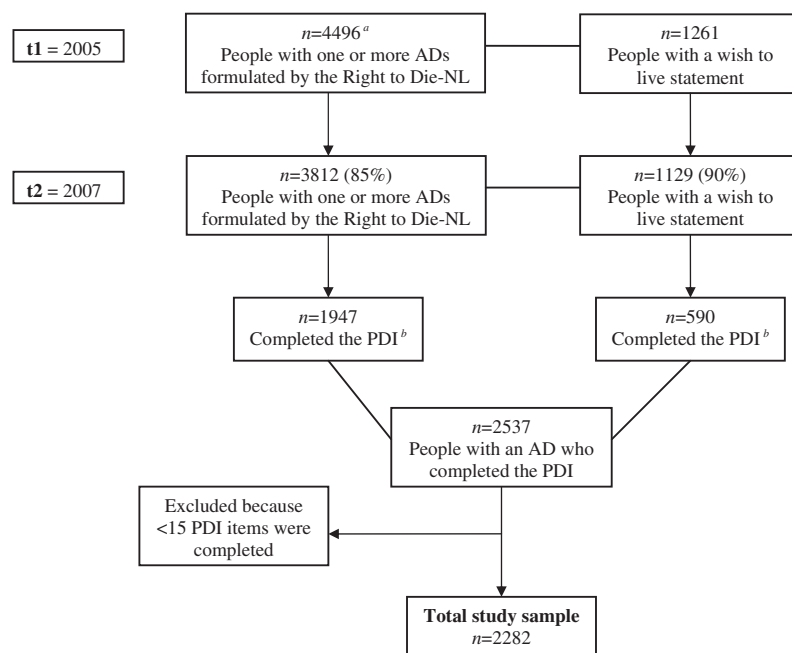 t1 = 2005
n=4496 a
People with one or more ADs
formulated by the Right to Die-NL
n=1261
People with a wish to
live statement
t2 = 2007
n=3812 (85%)
People with one or more ADs
formulated by the Right to Die-NL
n=1129 (90%)
People with a wish to
live statement
n=1947
Completed the PDI b
n=590
Completed the PDI b
n=2537
People with an AD who
completed the PDI
Excluded because
<15 PDI items were
completed
Total study sample
n=2282